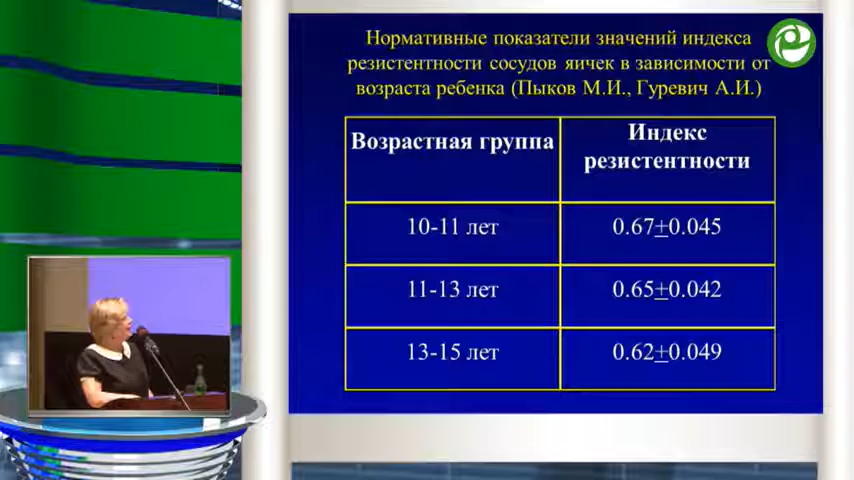 Нормативные показатели значений индекса
резистентности сосудов яичек в зависимости от
возраста ребенка (Пыков М.И., Гуревич А.И.)
Возрастная группа
Индекс
резистентности
10-11 лет
0.67±0.045
11-13 лет
0.65±0.042
13-15 лет
0.62±0.049